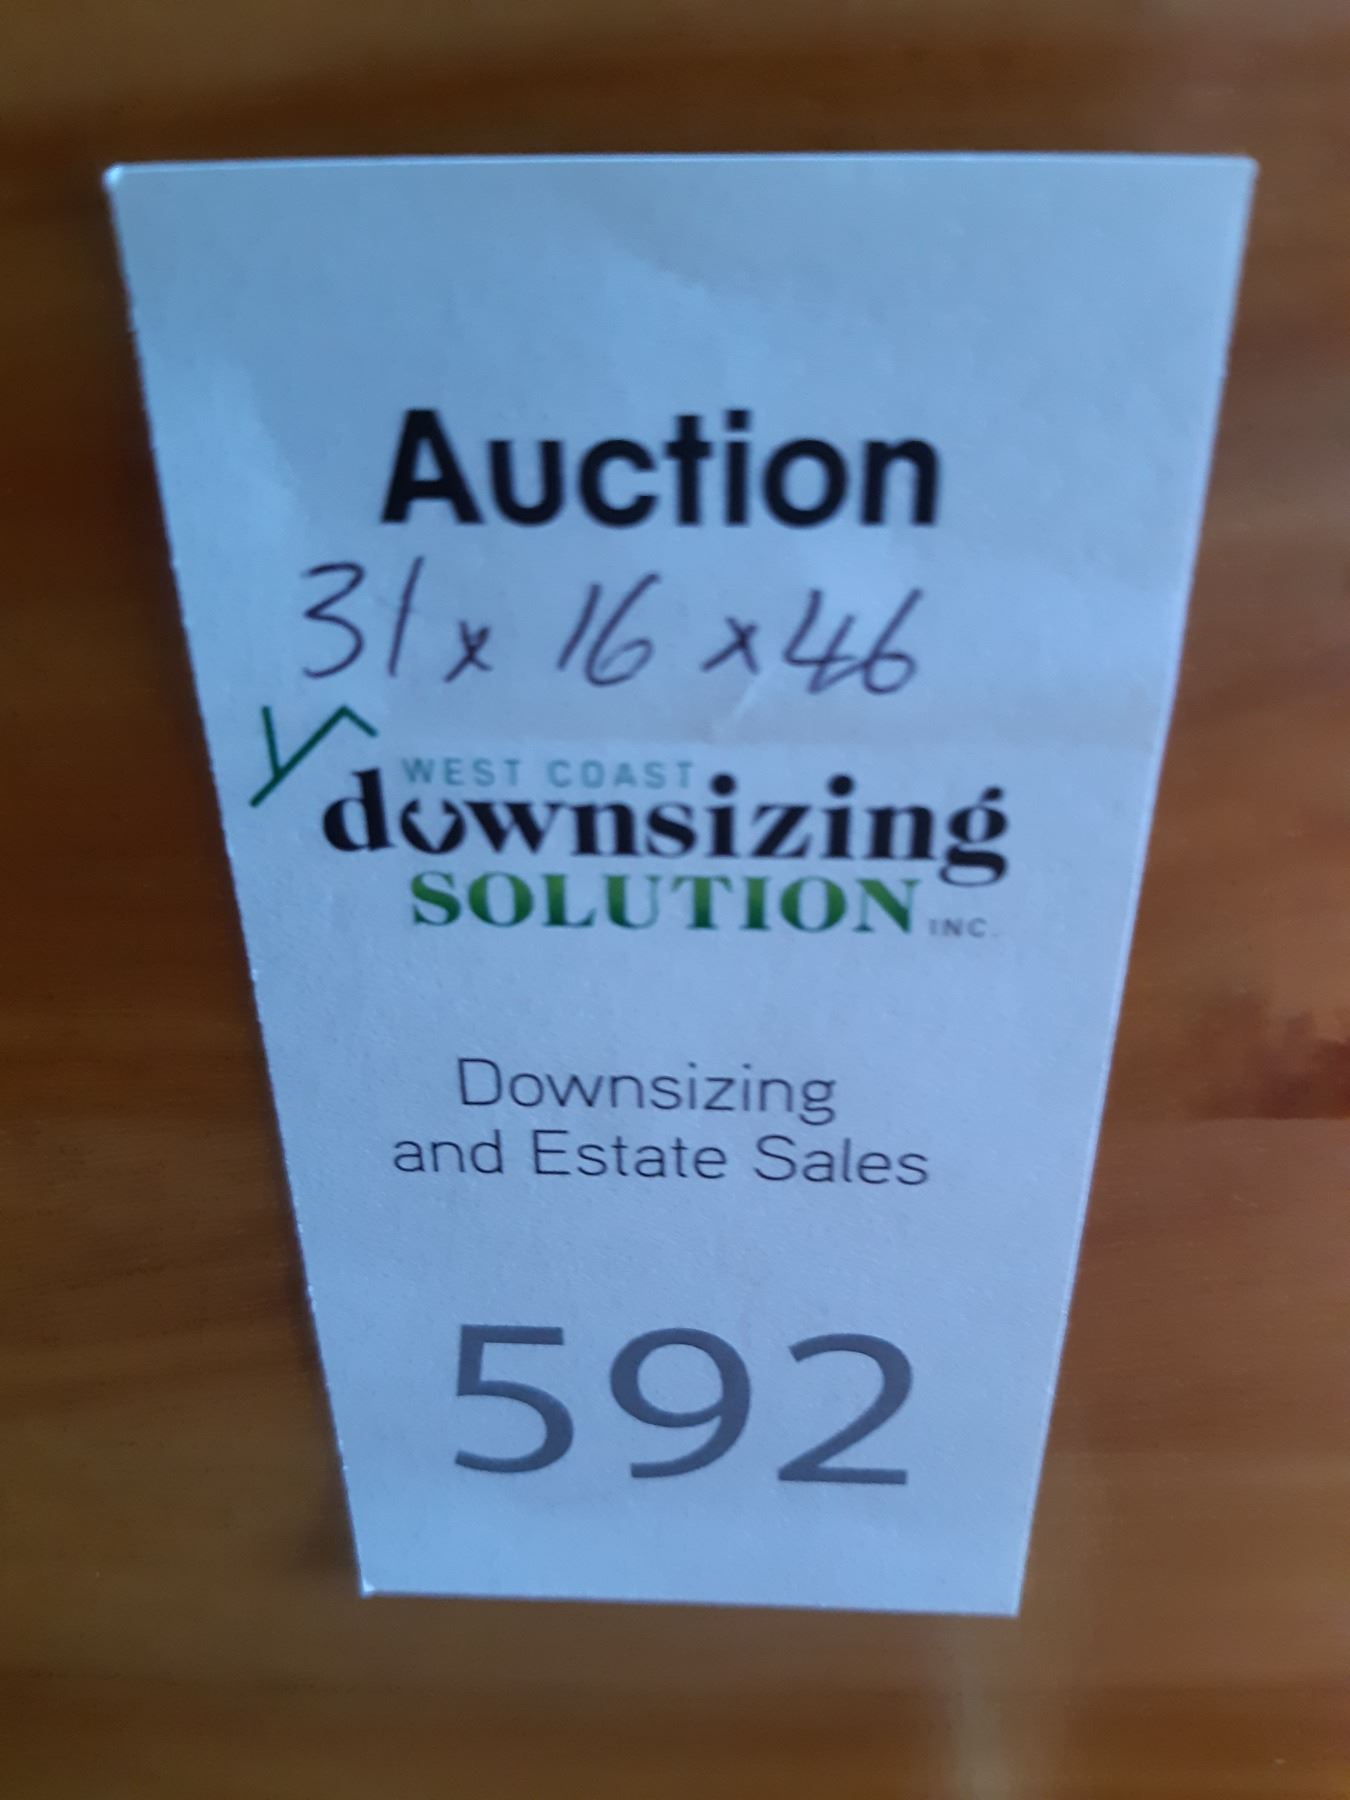 Auction
31 x 16 x 46
WEST COAST
downsizing
SOLUTION INC.
Downsizing
and Estate Sales
592